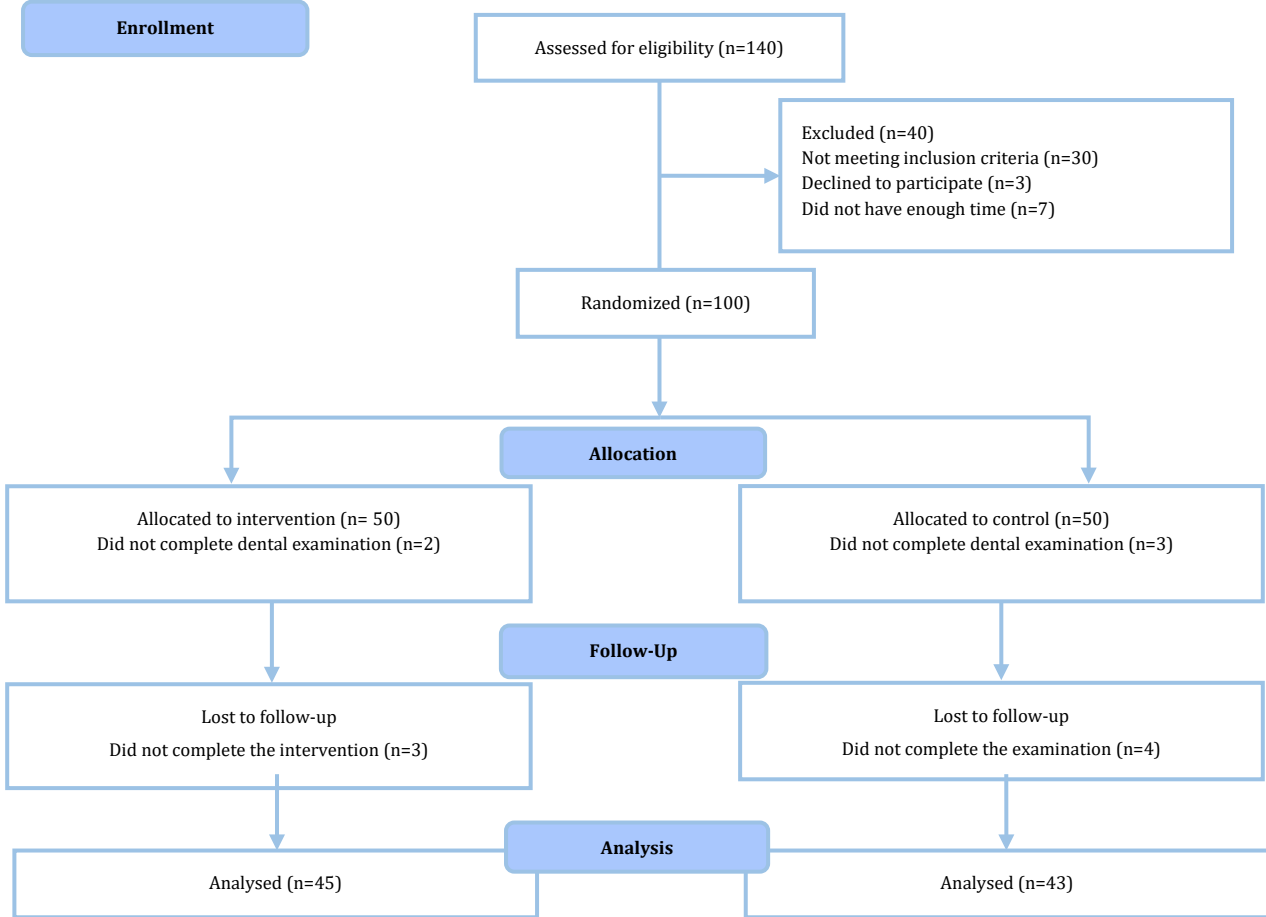 Enrollment
Assessed for eligibility (n=140)
Excluded (n=40)
Not meeting inclusion criteria (n=30)
Declined to participate (n=3)
Did not have enough time (n=7)
Randomized (n=100)
Allocation
Allocated to intervention (n= 50)
Did not complete dental examination (n=2)
Allocated to control (n=50)
Did not complete dental examination (n=3)
Follow-Up
Lost to follow-up
Did not complete the intervention (n=3)
Lost to follow-up
Did not complete the examination (n=4)
Analysis
Analysed (n=45)
Analysed (n=43)